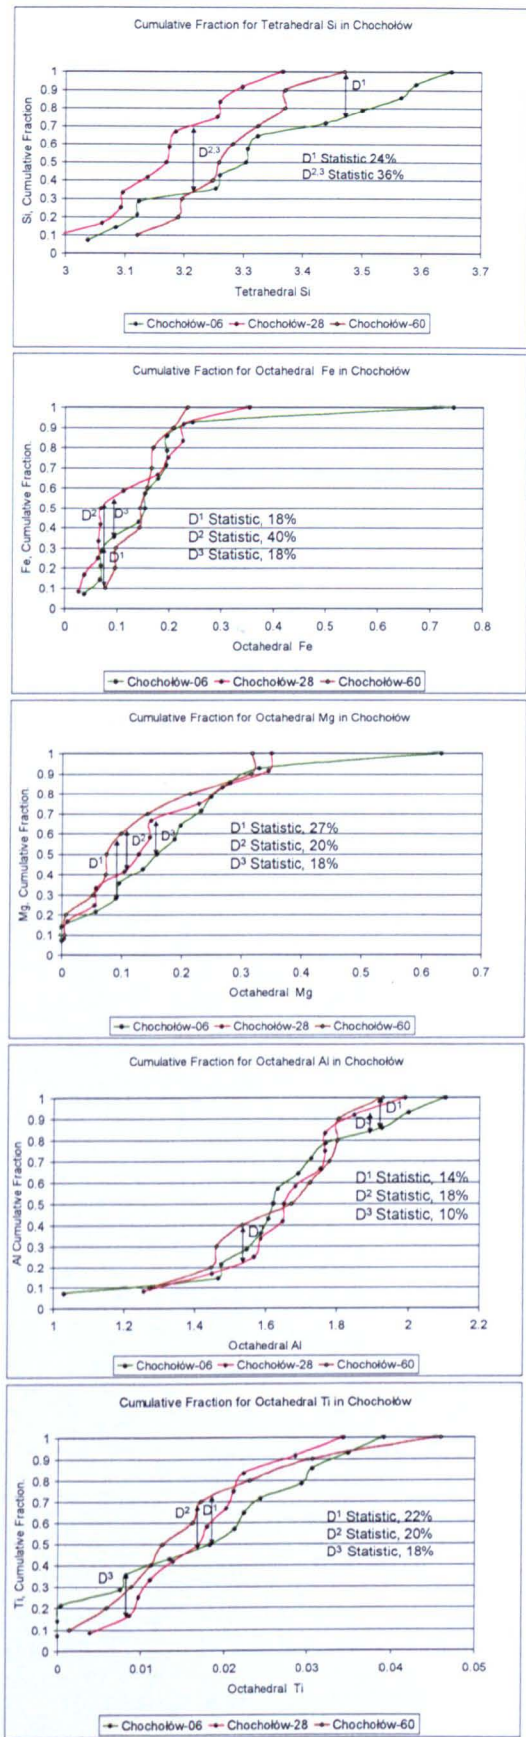 Cumulative Fraction for Tetrahedral Si in Chochołów
Si, Cumulative Fraction
1
0.9
0.8
0.7
0.6
0.5
0.4
0.3
0.2
0.1
0
D¹
D²,³
D¹ Statistic 24%
D²,³ Statistic 36%
3 3.1 3.2 3.3 3.4 3.5 3.6 3.7
Tetrahedral Si
Chochołów-06 Chochołów-28 Chochołów-60
Cumulative Faction for Octahedral Fe in Chochołów
Fe, Cumulative Fraction.
1
0.9
0.8
0.7
0.6
0.5
0.4
0.3
0.2
0.1
0
D² D³
D¹
D¹ Statistic, 18%
D² Statistic, 40%
D³ Statistic, 18%
0 0.1 0.2 0.3 0.4 0.5 0.6 0.7 0.8
Octahedral Fe
Chochołów-06 Chochołów-28 Chochołów-60
Cumulative Fraction for Octahedral Mg in Chochołów
Mg, Cumulative Fraction.
1
0.9
0.8
0.7
0.6
0.5
0.4
0.3
0.2
0.1
0
D¹ D² D³
D¹ Statistic, 27%
D² Statistic, 20%
D³ Statistic, 18%
0 0.1 0.2 0.3 0.4 0.5 0.6 0.7
Octahedral Mg
Chochołów-06 Chochołów-28 Chochołów-60
Cumulative Fraction for Octahedral Al in Chochołów
Al Cumulative Fraction
1
0.9
0.8
0.7
0.6
0.5
0.4
0.3
0.2
0.1
0
D¹
D¹ Statistic, 14%
D² Statistic, 18%
D³ Statistic, 10%
1 1.2 1.4 1.6 1.8 2 2.2
Octahedral Al
Chochołów-06 Chochołów-28 Chochołów-60
Cumulative Fraction for Octahedral Ti in Chochołów
Ti, Cumulative Fraction
1
0.9
0.8
0.7
0.6
0.5
0.4
0.3
0.2
0.1
0
D² D¹
D³
D¹ Statistic, 22%
D² Statistic, 20%
D³ Statistic, 18%
0 0.01 0.02 0.03 0.04 0.05
Octahedral Ti
Chochołów-06 Chochołów-28 Chochołów-60